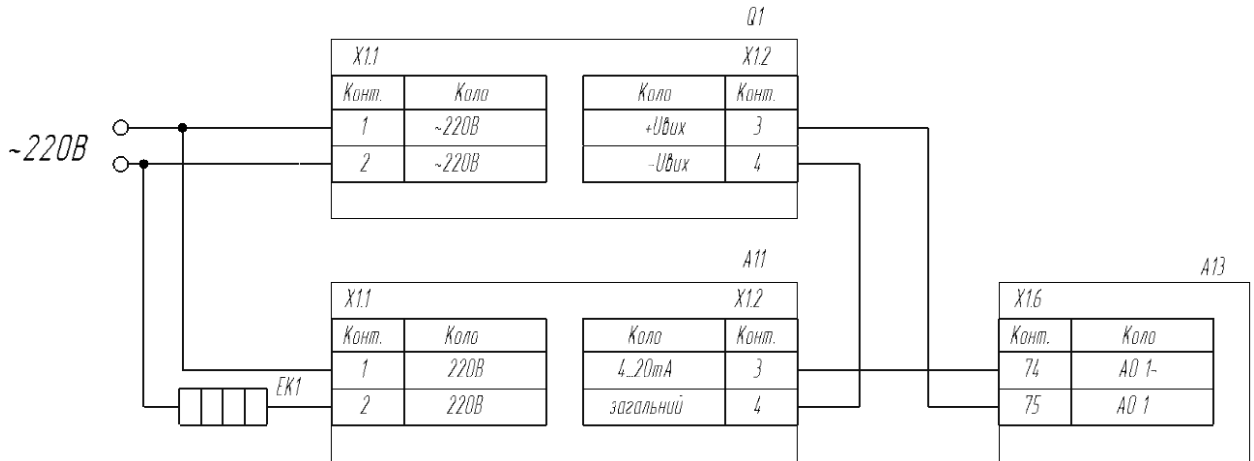 Q1
X1.1 X1.2
Конт. Коло Коло Конт.
1 ~220В +Uвих 3
~220В
2 ~220В -Uвих 4
A11
A13
X1.1 X1.2 X1.6
Конт. Коло Коло Конт. Конт. Коло
1 220В 4...20mA 3 74 AO 1-
EK1
2 220В загальний 4 75 AO 1